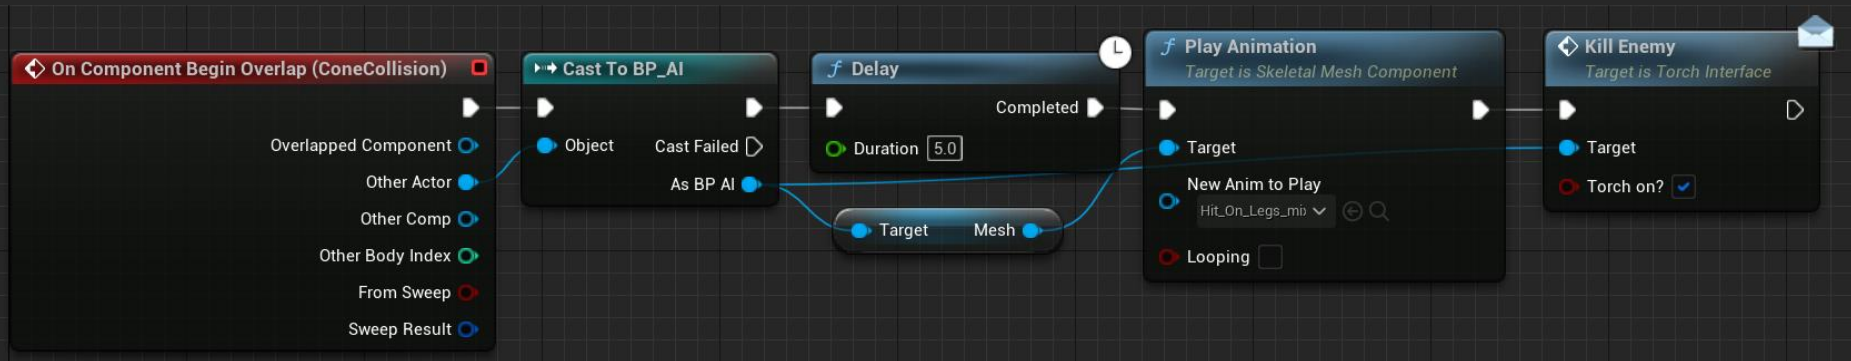 On Component Begin Overlap (ConeCollision)
Overlapped Component
Other Actor
Other Comp
Other Body Index
From Sweep
Sweep Result
Cast To BP_AI
Object
Cast Failed
As BP AI
f Delay
Completed
Duration 5.0
Target Mesh
f Play Animation
Target is Skeletal Mesh Component
Target
New Anim to Play
Hit_On_Legs_mix
Looping
Kill Enemy
Target is Torch Interface
Target
Torch on?